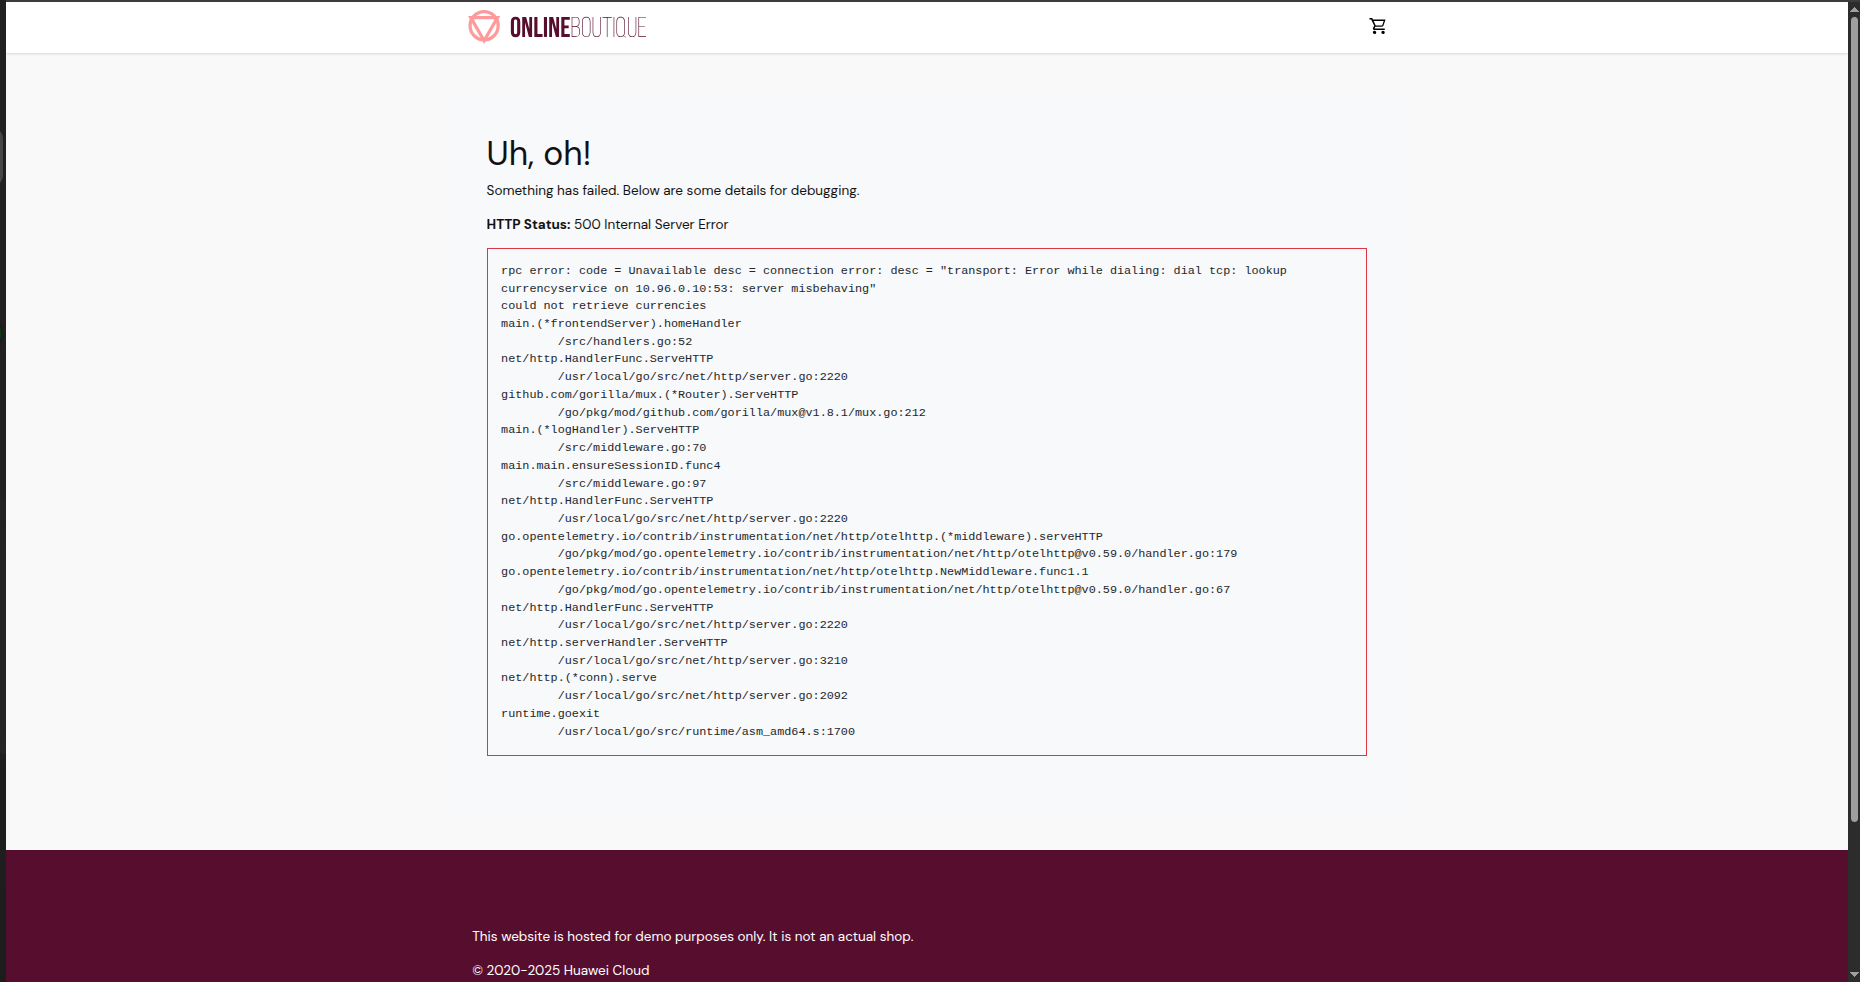 ONLINEBOUTIQUE
Uh, oh!
Something has failed. Below are some details for debugging.
HTTP Status: 500 Internal Server Error
rpc error: code = Unavailable desc = connection error: desc = "transport: Error while dialing: dial tcp: lookup
currencyservice on 10.96.0.10:53: server misbehaving"
could not retrieve currencies
main.(*frontendServer).homeHandler
        /src/handlers.go:52
net/http.HandlerFunc.ServeHTTP
        /usr/local/go/src/net/http/server.go:2220
github.com/gorilla/mux.(*Router).ServeHTTP
        /go/pkg/mod/github.com/gorilla/mux@v1.8.1/mux.go:212
main.(*logHandler).ServeHTTP
        /src/middleware.go:70
main.main.ensureSessionID.func4
        /src/middleware.go:97
net/http.HandlerFunc.ServeHTTP
        /usr/local/go/src/net/http/server.go:2220
go.opentelemetry.io/contrib/instrumentation/net/http/otelhttp.(*middleware).serveHTTP
        /go/pkg/mod/go.opentelemetry.io/contrib/instrumentation/net/http/otelhttp@v0.59.0/handler.go:179
go.opentelemetry.io/contrib/instrumentation/net/http/otelhttp.NewMiddleware.func1.1
        /go/pkg/mod/go.opentelemetry.io/contrib/instrumentation/net/http/otelhttp@v0.59.0/handler.go:67
net/http.HandlerFunc.ServeHTTP
        /usr/local/go/src/net/http/server.go:2220
net/http.serverHandler.ServeHTTP
        /usr/local/go/src/net/http/server.go:3210
net/http.(*conn).serve
        /usr/local/go/src/net/http/server.go:2092
runtime.goexit
        /usr/local/go/src/runtime/asm_amd64.s:1700
This website is hosted for demo purposes only. It is not an actual shop.
© 2020-2025 Huawei Cloud